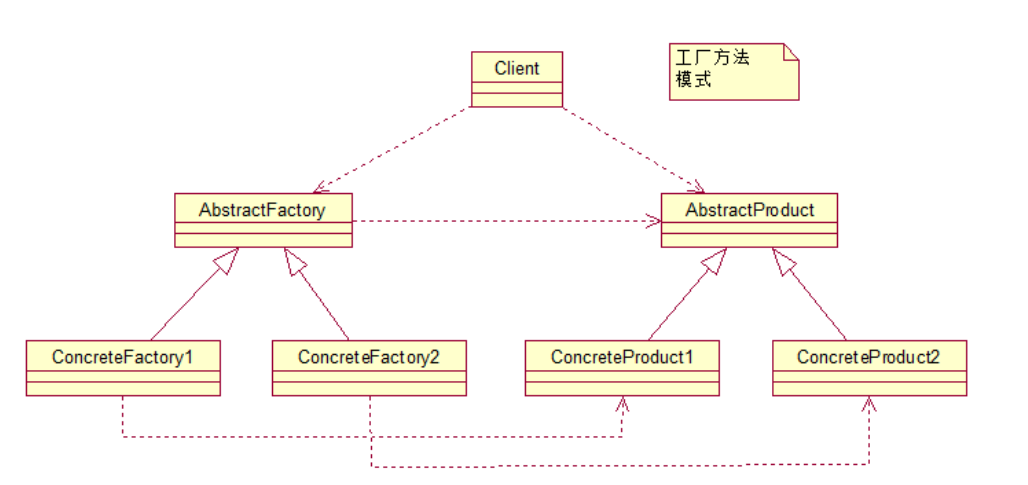 Client
工厂方法
模式
AbstractFactory
AbstractProduct
ConcreteFactory1
ConcreteFactory2
ConcreteProduct1
ConcreteProduct2